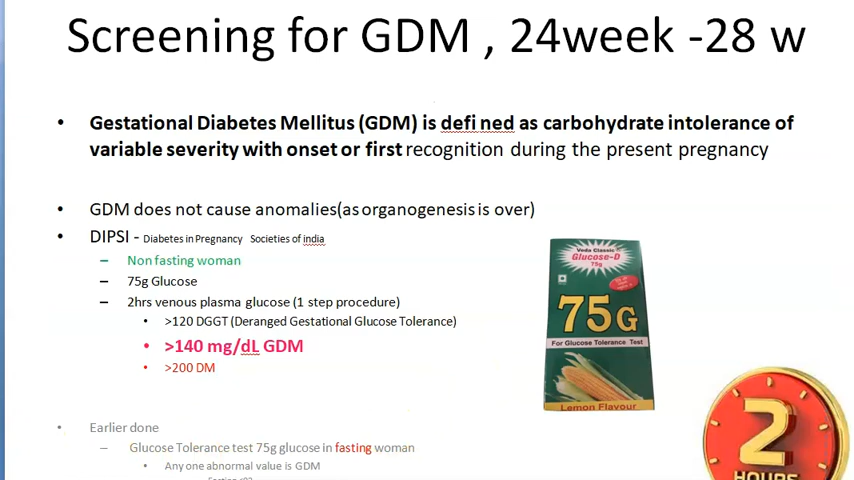 Screening for GDM , 24week -28 w
• Gestational Diabetes Mellitus (GDM) is defi ned as carbohydrate intolerance of
variable severity with onset or first recognition during the present pregnancy
• GDM does not cause anomalies(as organogenesis is over)
• DIPSI - Diabetes in Pregnancy Societies of india
– Non fasting woman
– 75g Glucose
– 2hrs venous plasma glucose (1 step procedure)
• >120 DGGT (Deranged Gestational Glucose Tolerance)
• >140 mg/dL GDM
• >200 DM
Veda Classic
Glucose-D
75g
75G
For Glucose Tolerance Test
Lemon Flavour
2
HOURS
• Earlier done
– Glucose Tolerance test 75g glucose in fasting woman
• Any one abnormal value is GDM